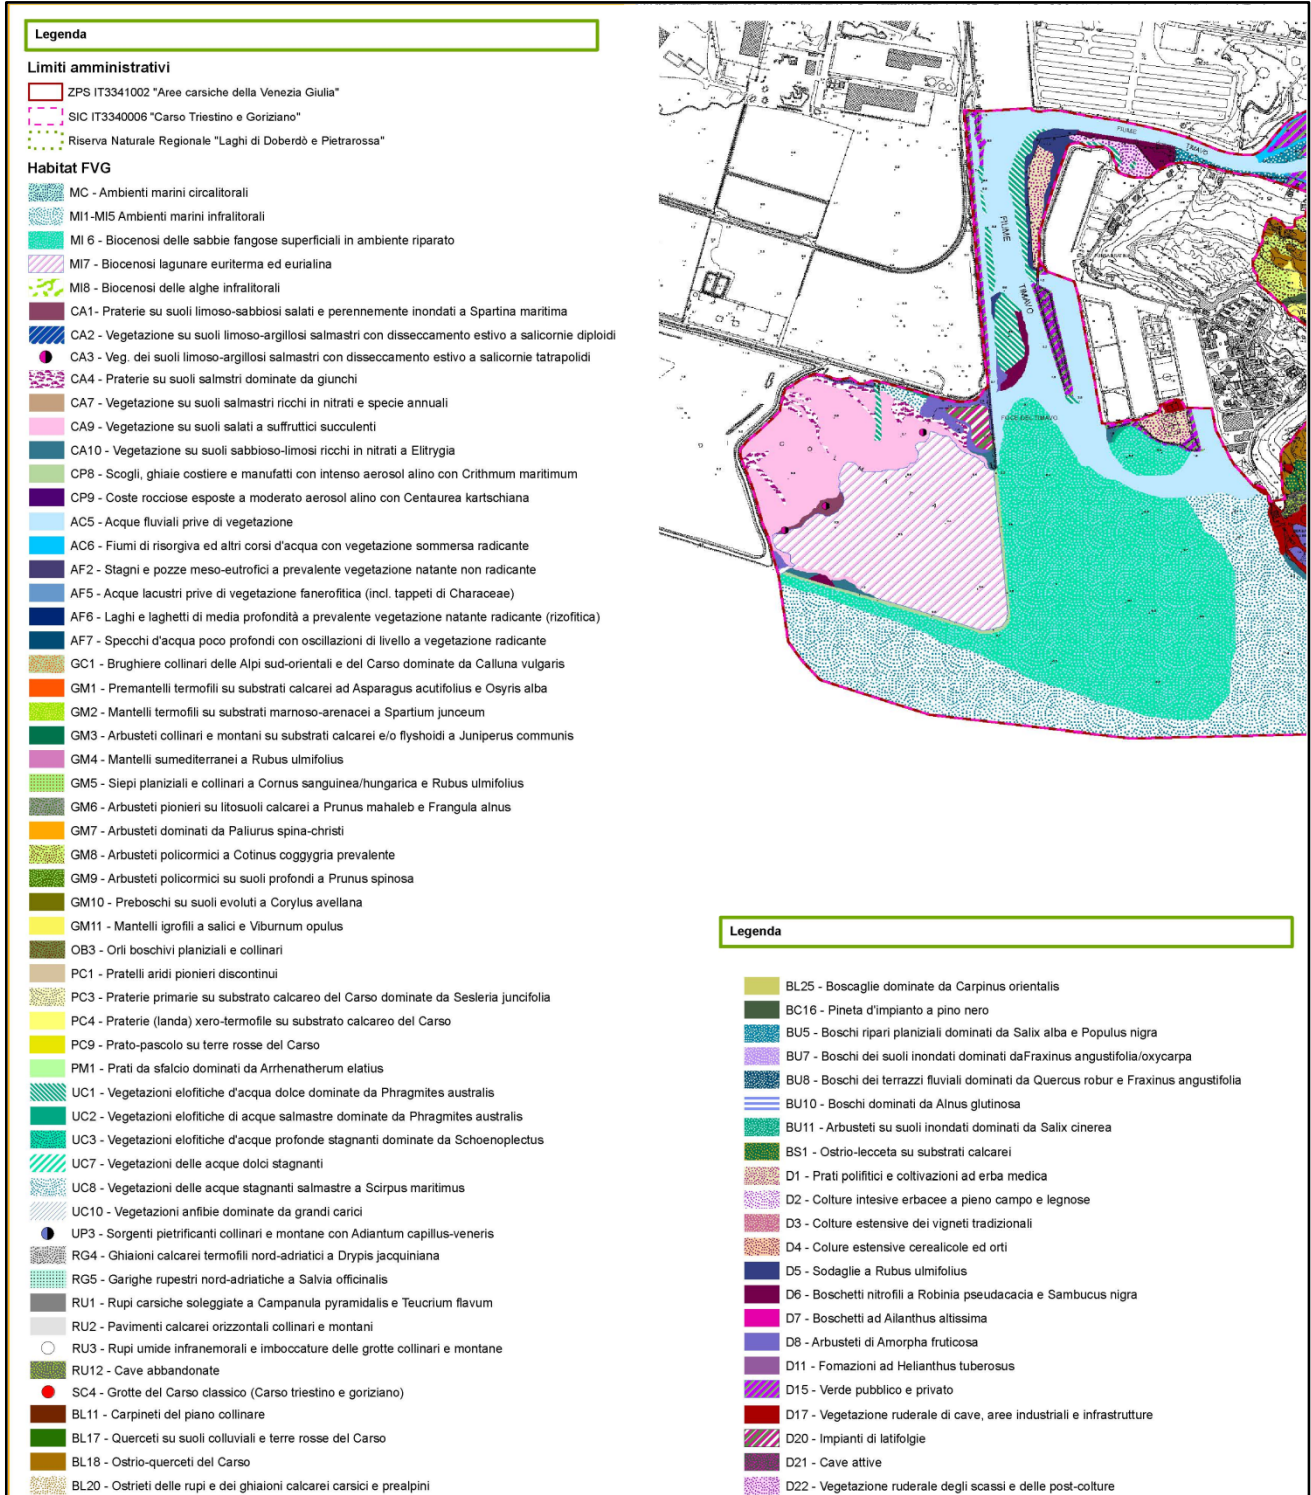 Legenda
Limiti amministrativi
ZPS IT3341002 "Aree carsiche della Venezia Giulia"
SIC IT3340006 "Carso Triestino e Goriziano"
Riserva Naturale Regionale "Laghi di Doberdò e Pietrarossa"
Habitat FVG
MC - Ambienti marini circalitorali
MI1-MI5 Ambienti marini infralitorali
MI 6 - Biocenosi delle sabbie fangose superficiali in ambiente riparato
MI7 - Biocenosi lagunare euriterma ed eurialina
MI8 - Biocenosi delle alghe infralitorali
CA1- Praterie su suoli limoso-sabbiosi salati e perennemente inondati a Spartina maritima
CA2 - Vegetazione su suoli limoso-argillosi salmastri con disseccamento estivo a salicornie diploidi
CA3 - Veg. dei suoli limoso-argillosi salmastri con disseccamento estivo a salicornie tatrapolidi
CA4 - Praterie su suoli salmstri dominate da giunchi
CA7 - Vegetazione su suoli salmastri ricchi in nitrati e specie annuali
CA9 - Vegetazione su suoli salati a suffruttici succulenti
CA10 - Vegetazione su suoli sabbioso-limosi ricchi in nitrati a Elitrygia
CP8 - Scogli, ghiaie costiere e manufatti con intenso aerosol alino con Crithmum maritimum
CP9 - Coste rocciose esposte a moderato aerosol alino con Centaurea kartschiana
AC5 - Acque fluviali prive di vegetazione
AC6 - Fiumi di risorgiva ed altri corsi d'acqua con vegetazione sommersa radicante
AF2 - Stagni e pozze meso-eutrofici a prevalente vegetazione natante non radicante
AF5 - Acque lacustri prive di vegetazione fanerofitica (incl. tappeti di Characeae)
AF6 - Laghi e laghetti di media profondità a prevalente vegetazione natante radicante (rizofitica)
AF7 - Specchi d'acqua poco profondi con oscillazioni di livello a vegetazione radicante
GC1 - Brughiere collinari delle Alpi sud-orientali e del Carso dominate da Calluna vulgaris
GM1 - Premantelli termofili su substrati calcarei ad Asparagus acutifolius e Osyris alba
GM2 - Mantelli termofili su substrati marnoso-arenacei a Spartium junceum
GM3 - Arbusteti collinari e montani su substrati calcarei e/o flyshoidi a Juniperus communis
GM4 - Mantelli sumediterranei a Rubus ulmifolius
GM5 - Siepi planiziali e collinari a Cornus sanguinea/hungarica e Rubus ulmifolius
GM6 - Arbusteti pionieri su litosuoli calcarei a Prunus mahaleb e Frangula alnus
GM7 - Arbusteti dominati da Paliurus spina-christi
GM8 - Arbusteti policormici a Cotinus coggygria prevalente
GM9 - Arbusteti policormici su suoli profondi a Prunus spinosa
GM10 - Preboschi su suoli evoluti a Corylus avellana
GM11 - Mantelli igrofili a salici e Viburnum opulus
OB3 - Orli boschivi planiziali e collinari
PC1 - Pratelli aridi pionieri discontinui
PC3 - Praterie primarie su substrato calcareo del Carso dominate da Sesleria juncifolia
PC4 - Praterie (landa) xero-termofile su substrato calcareo del Carso
PC9 - Prato-pascolo su terre rosse del Carso
PM1 - Prati da sfalcio dominati da Arrhenatherum elatius
UC1 - Vegetazioni elofitiche d'acqua dolce dominate da Phragmites australis
UC2 - Vegetazioni elofitiche di acque salmastre dominate da Phragmites australis
UC3 - Vegetazioni elofitiche d'acque profonde stagnanti dominate da Schoenoplectus
UC7 - Vegetazioni delle acque dolci stagnanti
UC8 - Vegetazioni delle acque stagnanti salmastre a Scirpus maritimus
UC10 - Vegetazioni anfibie dominate da grandi carici
UP3 - Sorgenti pietrificanti collinari e montane con Adiantum capillus-veneris
RG4 - Ghiaioni calcarei termofili nord-adriatici a Drypis jacquiniana
RG5 - Garighe rupestri nord-adriatiche a Salvia officinalis
RU1 - Rupi carsiche soleggiate a Campanula pyramidalis e Teucrium flavum
RU2 - Pavimenti calcarei orizzontali collinari e montani
RU3 - Rupi umide infranemorali e imboccature delle grotte collinari e montane
RU12 - Cave abbandonate
SC4 - Grotte del Carso classico (Carso triestino e goriziano)
BL11 - Carpineti del piano collinare
BL17 - Querceti su suoli colluviali e terre rosse del Carso
BL18 - Ostrio-querceti del Carso
BL20 - Ostrieti delle rupi e dei ghiaioni calcarei carsici e prealpini
FIUME
TIMAVO
FIUME
TIMAVO
FOCE DEL TIMAVO
Legenda
BL25 - Boscaglie dominate da Carpinus orientalis
BC16 - Pineta d'impianto a pino nero
BU5 - Boschi ripari planiziali dominati da Salix alba e Populus nigra
BU7 - Boschi dei suoli inondati dominati daFraxinus angustifolia/oxycarpa
BU8 - Boschi dei terrazzi fluviali dominati da Quercus robur e Fraxinus angustifolia
BU10 - Boschi dominati da Alnus glutinosa
BU11 - Arbusteti su suoli inondati dominati da Salix cinerea
BS1 - Ostrio-lecceta su substrati calcarei
D1 - Prati polifitici e coltivazioni ad erba medica
D2 - Colture intesive erbacee a pieno campo e legnose
D3 - Colture estensive dei vigneti tradizionali
D4 - Colure estensive cerealicole ed orti
D5 - Sodaglie a Rubus ulmifolius
D6 - Boschetti nitrofili a Robinia pseudacacia e Sambucus nigra
D7 - Boschetti ad Ailanthus altissima
D8 - Arbusteti di Amorpha fruticosa
D11 - Fomazioni ad Helianthus tuberosus
D15 - Verde pubblico e privato
D17 - Vegetazione ruderale di cave, aree industriali e infrastrutture
D20 - Impianti di latifolgie
D21 - Cave attive
D22 - Vegetazione ruderale degli scassi e delle post-colture